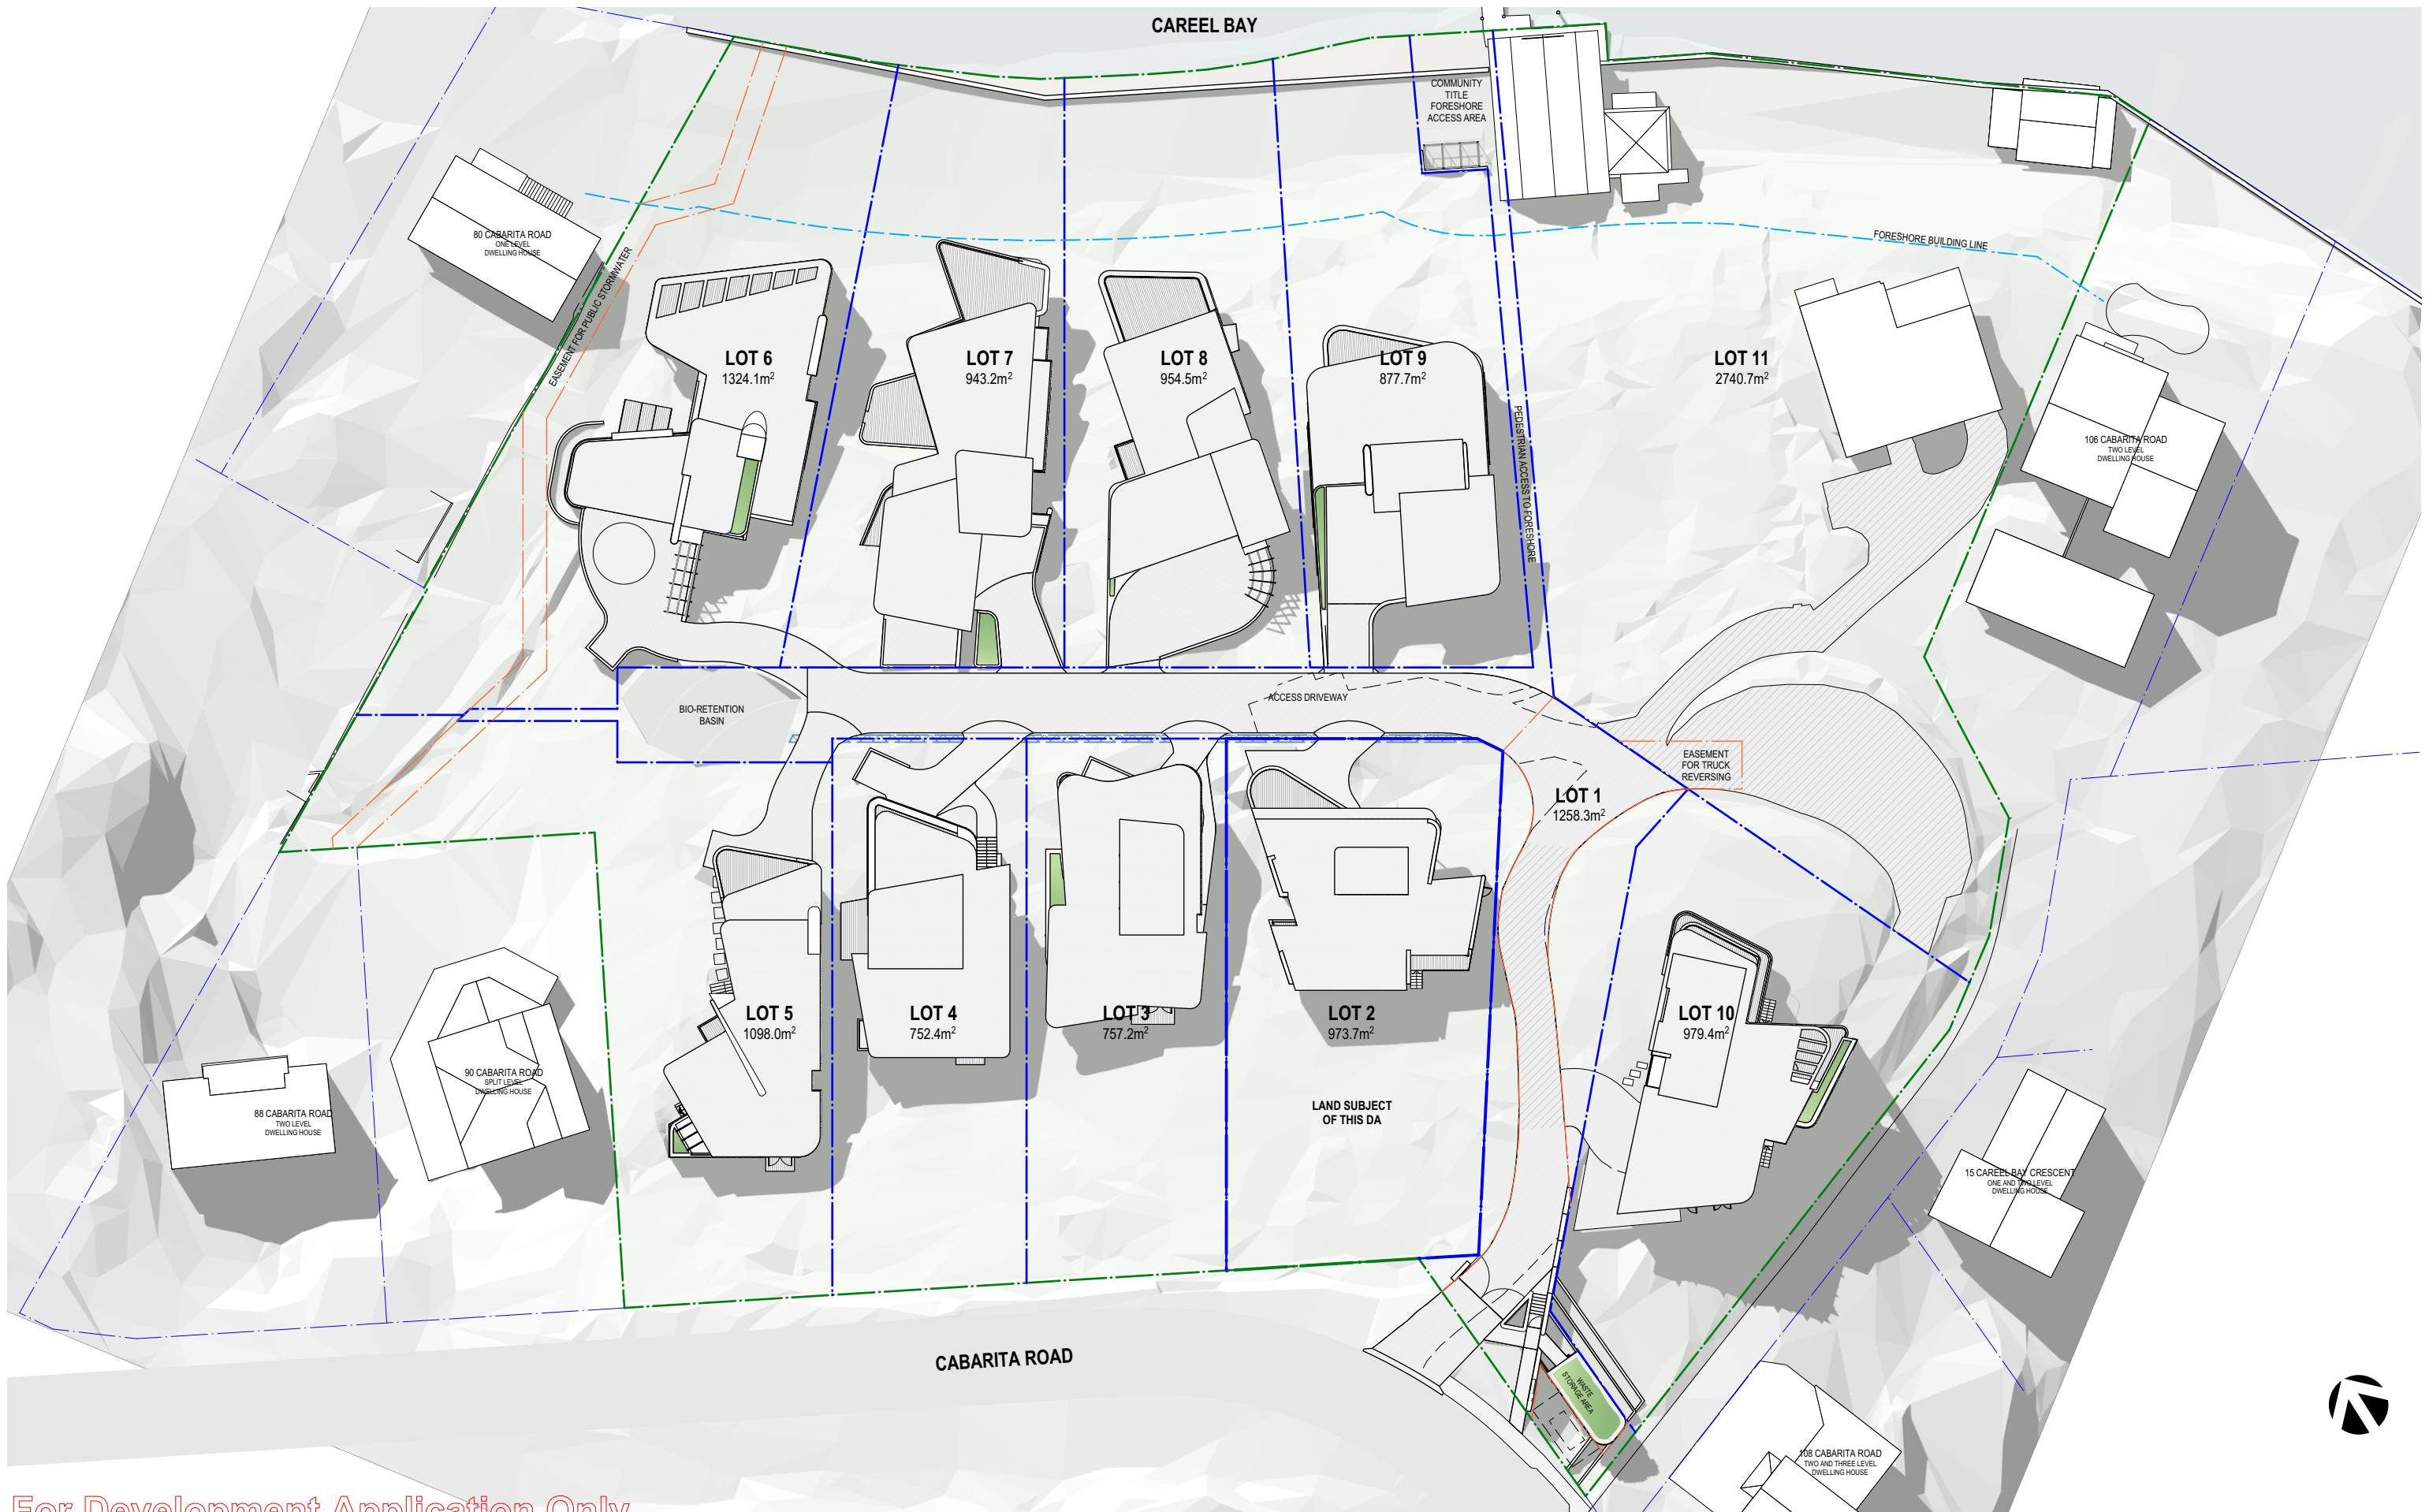 CAREEL BAY
COMMUNITY
TITLE
FORESHORE
ACCESS AREA
80 CABARITA ROAD
ONE LEVEL
DWELLING HOUSE
EASEMENT FOR PUBLIC STORMWATER
FORESHORE BUILDING LINE
LOT 6
1324.1m²
LOT 7
943.2m²
LOT 8
954.5m²
LOT 9
877.7m²
LOT 11
2740.7m²
PEDESTRIAN ACCESS TO FORESHORE
106 CABARITA ROAD
TWO LEVEL
DWELLING HOUSE
BIO-RETENTION
BASIN
ACCESS DRIVEWAY
EASEMENT
FOR TRUCK
REVERSING
LOT 1
1258.3m²
LOT 5
1098.0m²
LOT 4
752.4m²
LOT 3
757.2m²
LOT 2
973.7m²
LOT 10
979.4m²
LAND SUBJECT
OF THIS DA
90 CABARITA ROAD
SPLIT LEVEL
DWELLING HOUSE
88 CABARITA ROAD
TWO LEVEL
DWELLING HOUSE
15 CAREEL BAY CRESCENT
ONE AND TWO LEVEL
DWELLING HOUSE
CABARITA ROAD
WASTE
STORAGE AREA
108 CABARITA ROAD
TWO AND THREE LEVEL
DWELLING HOUSE
For Development Application Only